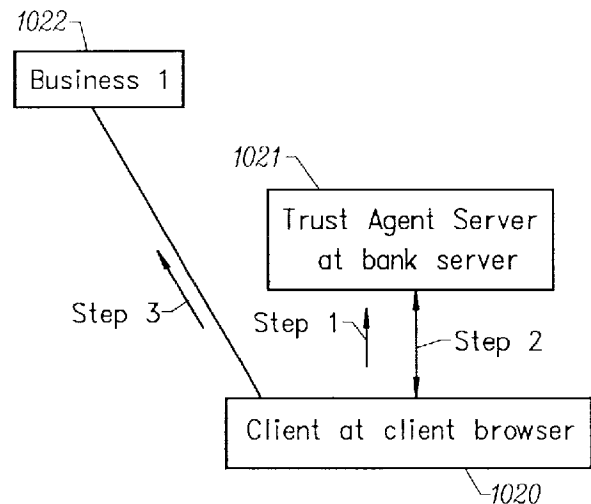 1022
Business 1
1021
Trust Agent Server
at bank server
Step 3
Step 1
Step 2
Client at client browser
1020